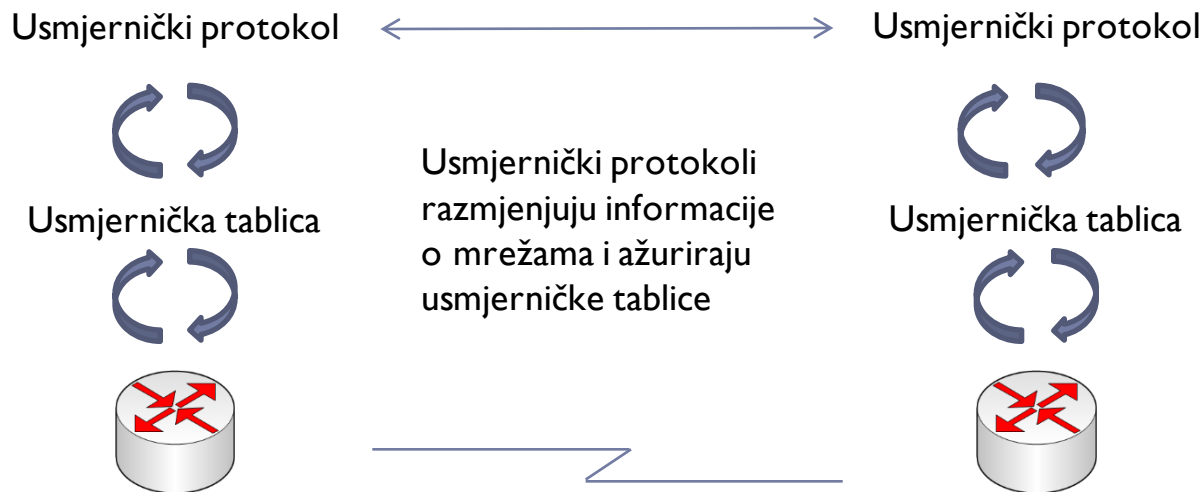 Usmjernički protokol
Usmjernički protokol
Usmjernički protokoli
razmjenjuju informacije
o mrežama i ažuriraju
usmjerničke tablice
Usmjernička tablica
Usmjernička tablica